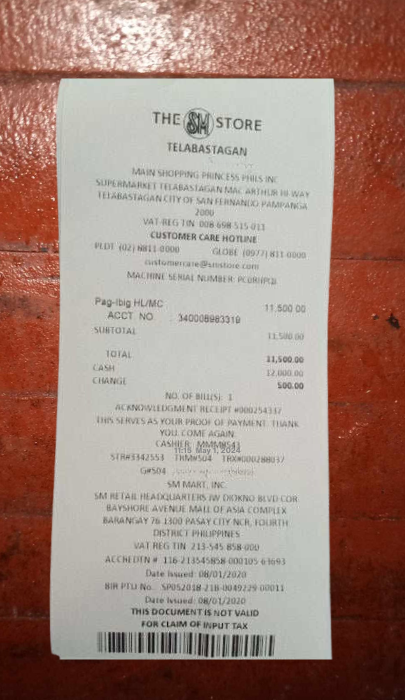 THE SM STORE
TELABASTAGAN
MAIN SHOPPING PRINCESS PHILS INC
SUPERMARKET TELABASTAGAN MAC ARTHUR HI-WAY
TELABASTAGAN CITY OF SAN FERNANDO PAMPANGA
2000
VAT-REG TIN 008-698-515-011
CUSTOMER CARE HOTLINE
PLDT (02) 8811-0000 GLOBE (0977) 811-0000
customercare@smstore.com
MACHINE SERIAL NUMBER:
Pag-ibig HL/MC 11,500.00
ACCT NO : 340008983319
SUBTOTAL 11,500.00
TOTAL 11,500.00
CASH 12,000.00
CHANGE 500.00
NO. OF BILL(S): 1
ACKNOWLEDGMENT RECEIPT #000254337
THIS SERVES AS YOUR PROOF OF PAYMENT. THANK
YOU. COME AGAIN.
CASHIER: MMM8543
11:15 May 1, 2024
STR#3342553 TRM#504 TRX#000288037
G#504
SM MART, INC.
SM RETAIL HEADQUARTERS JW DIOKNO BLVD COR
BAYSHORE AVENUE MALL OF ASIA COMPLEX
BARANGAY 76 1300 PASAY CITY NCR, FOURTH
DISTRICT PHILIPPINES
VAT REG TIN 213-545-858-000
ACCREDTN # 116-213545858-000105 63693
Date Issued: 08/01/2020
BIR PTU No.: SP052018-21B-0049229-00011
Date Issued: 08/01/2020
THIS DOCUMENT IS NOT VALID
FOR CLAIM OF INPUT TAX